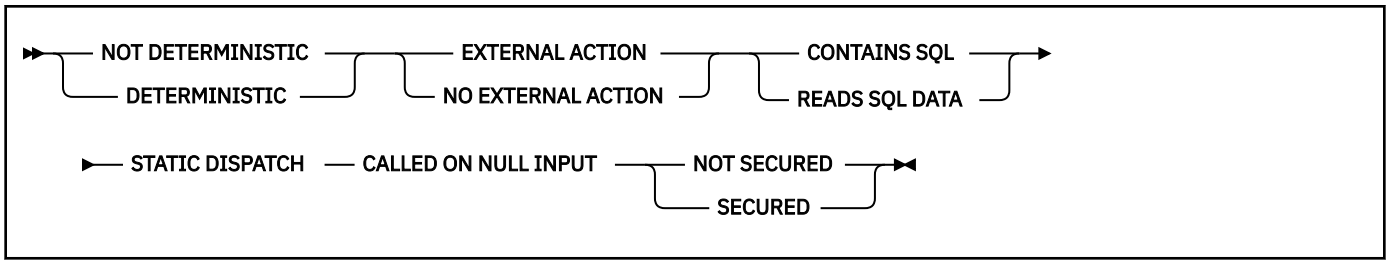 NOT DETERMINISTIC EXTERNAL ACTION CONTAINS SQL
DETERMINISTIC NO EXTERNAL ACTION READS SQL DATA
STATIC DISPATCH CALLED ON NULL INPUT NOT SECURED
SECURED